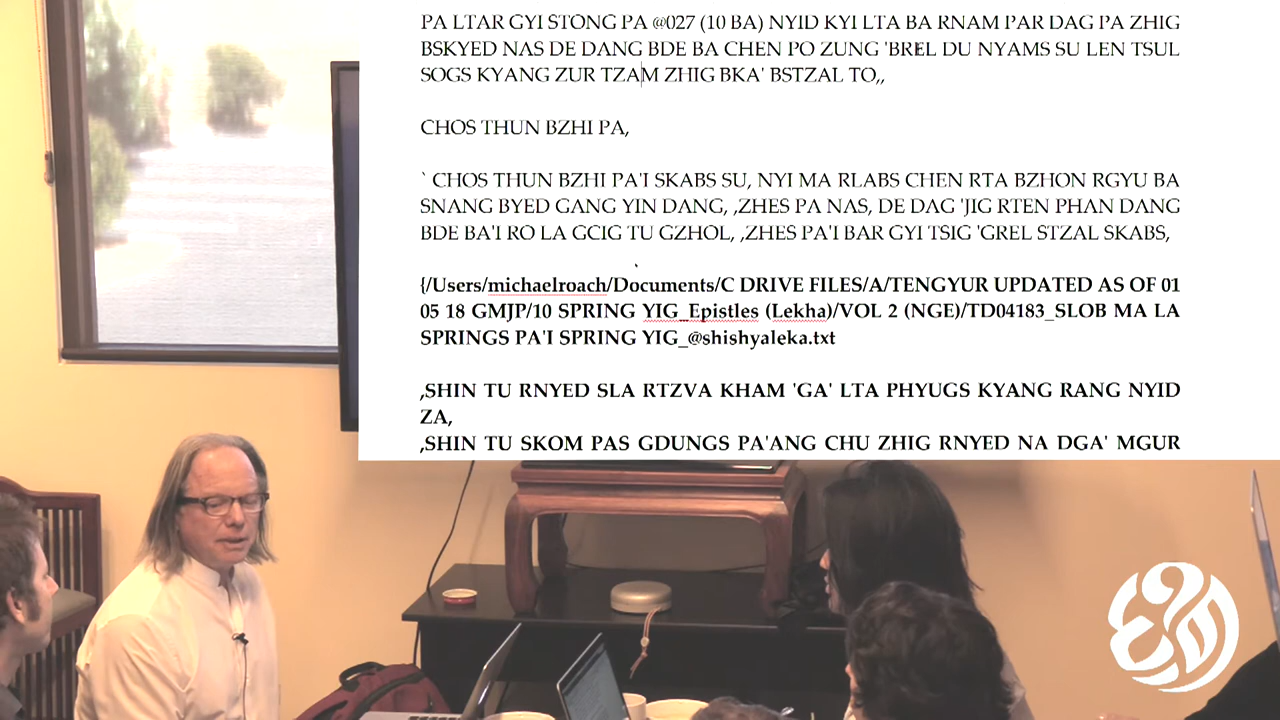 PA LTAR GYI STONG PA @027 (10 BA) NYID KYI LTA BA RNAM PAR DAG PA ZHIG
BSKYED NAS DE DANG BDE BA CHEN PO ZUNG 'BREL DU NYAMS SU LEN TSUL
SOGS KYANG ZUR TZAM ZHIG BKA' BSTZAL TO,,
CHOS THUN BZHI PA,
` CHOS THUN BZHI PA'I SKABS SU, NYI MA RLABS CHEN RTA BZHON RGYU BA
SNANG BYED GANG YIN DANG, ,ZHES PA NAS, DE DAG 'JIG RTEN PHAN DANG
BDE BA'I RO LA GCIG TU GZHOL, ,ZHES PA'I BAR GYI TSIG 'GREL STZAL SKABS,
{/Users/michaelroach/Documents/C DRIVE FILES/A/TENGYUR UPDATED AS OF 01
05 18 GMJP/10 SPRING YIG_Epistles (Lekha)/VOL 2 (NGE)/TD04183_SLOB MA LA
SPRINGS PA'I SPRING YIG_@shishyaleka.txt
,SHIN TU RNYED SLA RTZVA KHAM 'GA' LTA PHYUGS KYANG RANG NYID
ZA,
,SHIN TU SKOM PAS GDUNGS PA'ANG CHU ZHIG RNYED NA DGA' MGUR